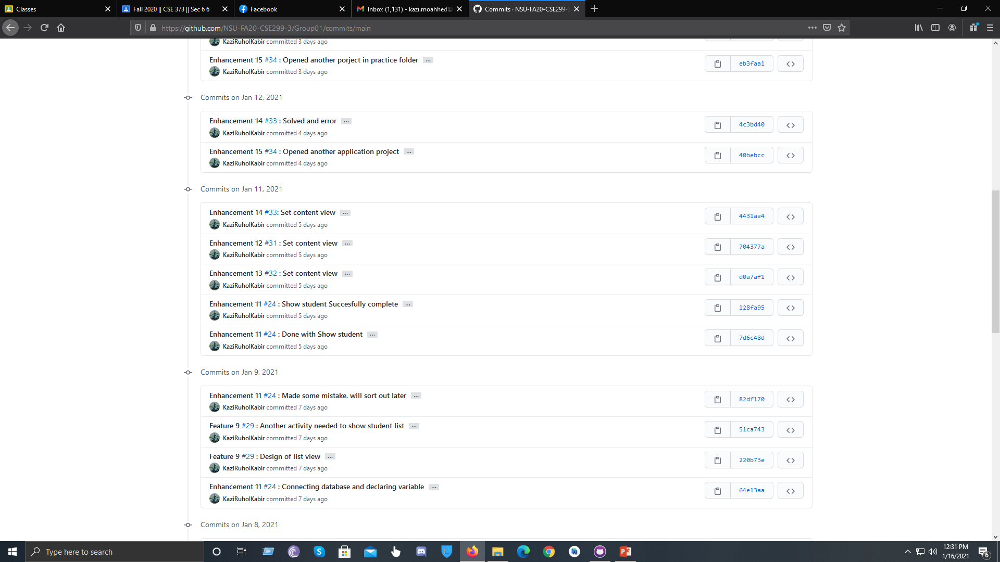 Classes
Fall 2020 || CSE 373 || Sec 6 6
Facebook
Inbox (1,131) - kazi.moahhed@
Commits · NSU-FA20-CSE299-3
https://github.com/NSU-FA20-CSE299-3/Group01/commits/main
KaziRuholKabir committed 3 days ago
Enhancement 15 #34 : Opened another porject in practice folder …
eb3faa1
KaziRuholKabir committed 3 days ago
Commits on Jan 12, 2021
Enhancement 14 #33 : Solved and error …
4c3bd40
KaziRuholKabir committed 4 days ago
Enhancement 15 #34 : Opened another application project …
40bebcc
KaziRuholKabir committed 4 days ago
Commits on Jan 11, 2021
Enhancement 14 #33: Set content view …
4431ae4
KaziRuholKabir committed 5 days ago
Enhancement 12 #31 : Set content view …
704377a
KaziRuholKabir committed 5 days ago
Enhancement 13 #32 : Set content view …
d0a7af1
KaziRuholKabir committed 5 days ago
Enhancement 11 #24 : Show student Succesfully complete …
128fa95
KaziRuholKabir committed 5 days ago
Enhancement 11 #24 : Done with Show student …
7d6c48d
KaziRuholKabir committed 5 days ago
Commits on Jan 9, 2021
Enhancement 11 #24 : Made some mistake. will sort out later …
82df170
KaziRuholKabir committed 7 days ago
Feature 9 #29 : Another activity needed to show student list …
51ca743
KaziRuholKabir committed 7 days ago
Feature 9 #29 : Design of list view …
220b73e
KaziRuholKabir committed 7 days ago
Enhancement 11 #24 : Connecting database and declaring variable …
64e13aa
KaziRuholKabir committed 7 days ago
Commits on Jan 8, 2021
Type here to search
12:31 PM
1/16/2021
6